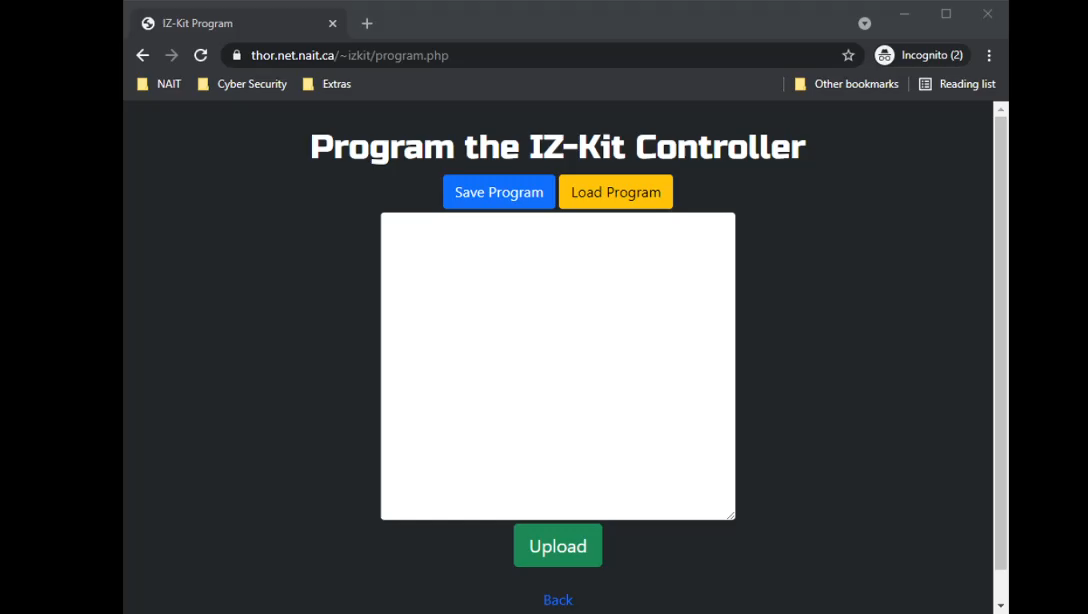 IZ-Kit Program
thor.net.nait.ca/~izkit/program.php
Incognito (2)
NAIT
Cyber Security
Extras
Other bookmarks
Reading list
Program the IZ-Kit Controller
Save Program
Load Program
Upload
Back